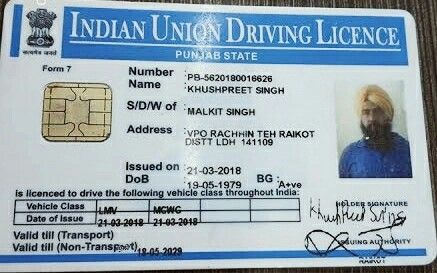 INDIAN UNION DRIVING LICENCE
PUNJAB STATE
Form 7
Number : PB-5620180016626
Name : KHUSHPREET SINGH
S/D/W of : MALKIT SINGH
Address : VPO RACHHIN TEH RAIKOT
DISTT LDH 141109
Issued on : 21-03-2018
DoB : 19-05-1979 BG : A+ve
Is licenced to drive the following vehicle class throughout India:
Vehicle Class LMV MCWG
Date of Issue 21-03-2018 21-03-2018
HOLDER SIGNATURE
Khushpreet Singh
Valid till (Transport)
Valid till (Non-Transport) 18-05-2029
ISSUING AUTHORITY
RAIKOT